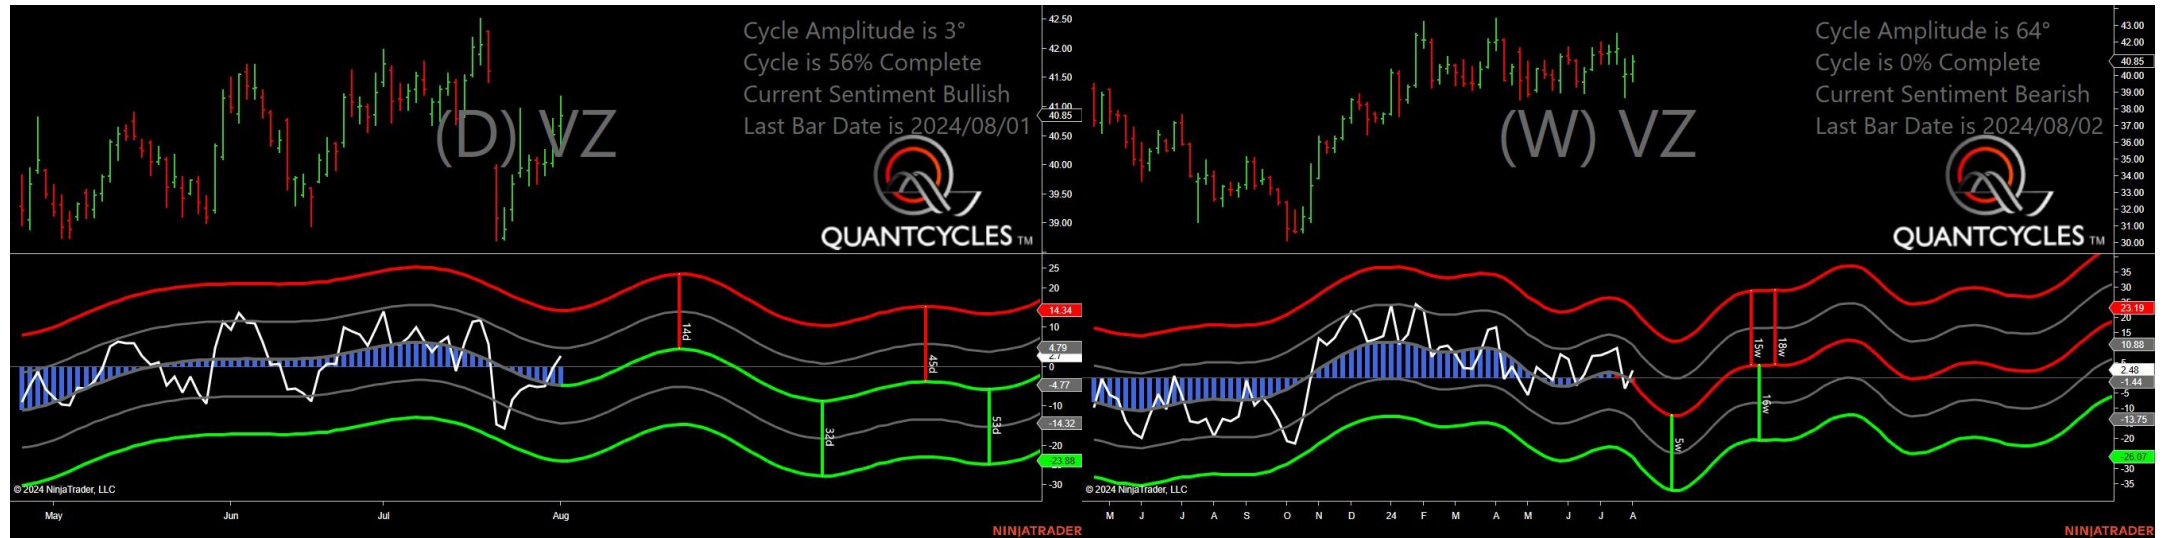 Cycle Amplitude is 3°
Cycle is 56% Complete
Current Sentiment Bullish
Last Bar Date is 2024/08/01
(D) VZ
QUANTCYCLES TM
42.50
42.00
41.50
41.00
40.85
40.50
40.00
39.50
39.00
25
20
14.34
10
4.79
2.7
0
-4.77
-10
-14.32
-20
-23.88
-30
14d
32d
45d
53d
© 2024 NinjaTrader, LLC
May Jun Jul Aug
NINJATRADER
Cycle Amplitude is 64°
Cycle is 0% Complete
Current Sentiment Bearish
Last Bar Date is 2024/08/02
(W) VZ
QUANTCYCLES TM
43.00
42.00
40.85
40.00
39.00
38.00
37.00
36.00
35.00
34.00
33.00
32.00
31.00
30.00
35
30
23.19
20
15
10.88
5
2.48
-1.44
-5
-10
-13.75
-20
-26.07
-30
-35
5w
15w
16w
18w
© 2024 NinjaTrader, LLC
M J J A S O N D 24 F M A M J J A
NINJATRADER